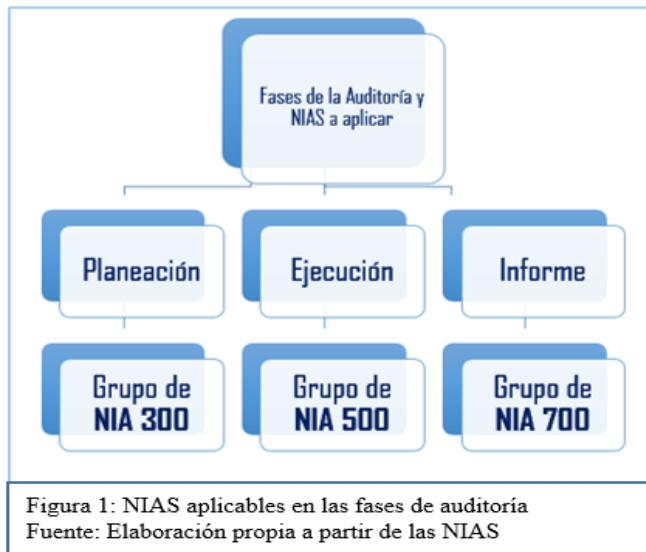 Fases de la Auditoría y
NIAS a aplicar
Planeación
Ejecución
Informe
Grupo de
NIA 300
Grupo de
NIA 500
Grupo de
NIA 700
Figura 1: NIAS aplicables en las fases de auditoría
Fuente: Elaboración propia a partir de las NIAS